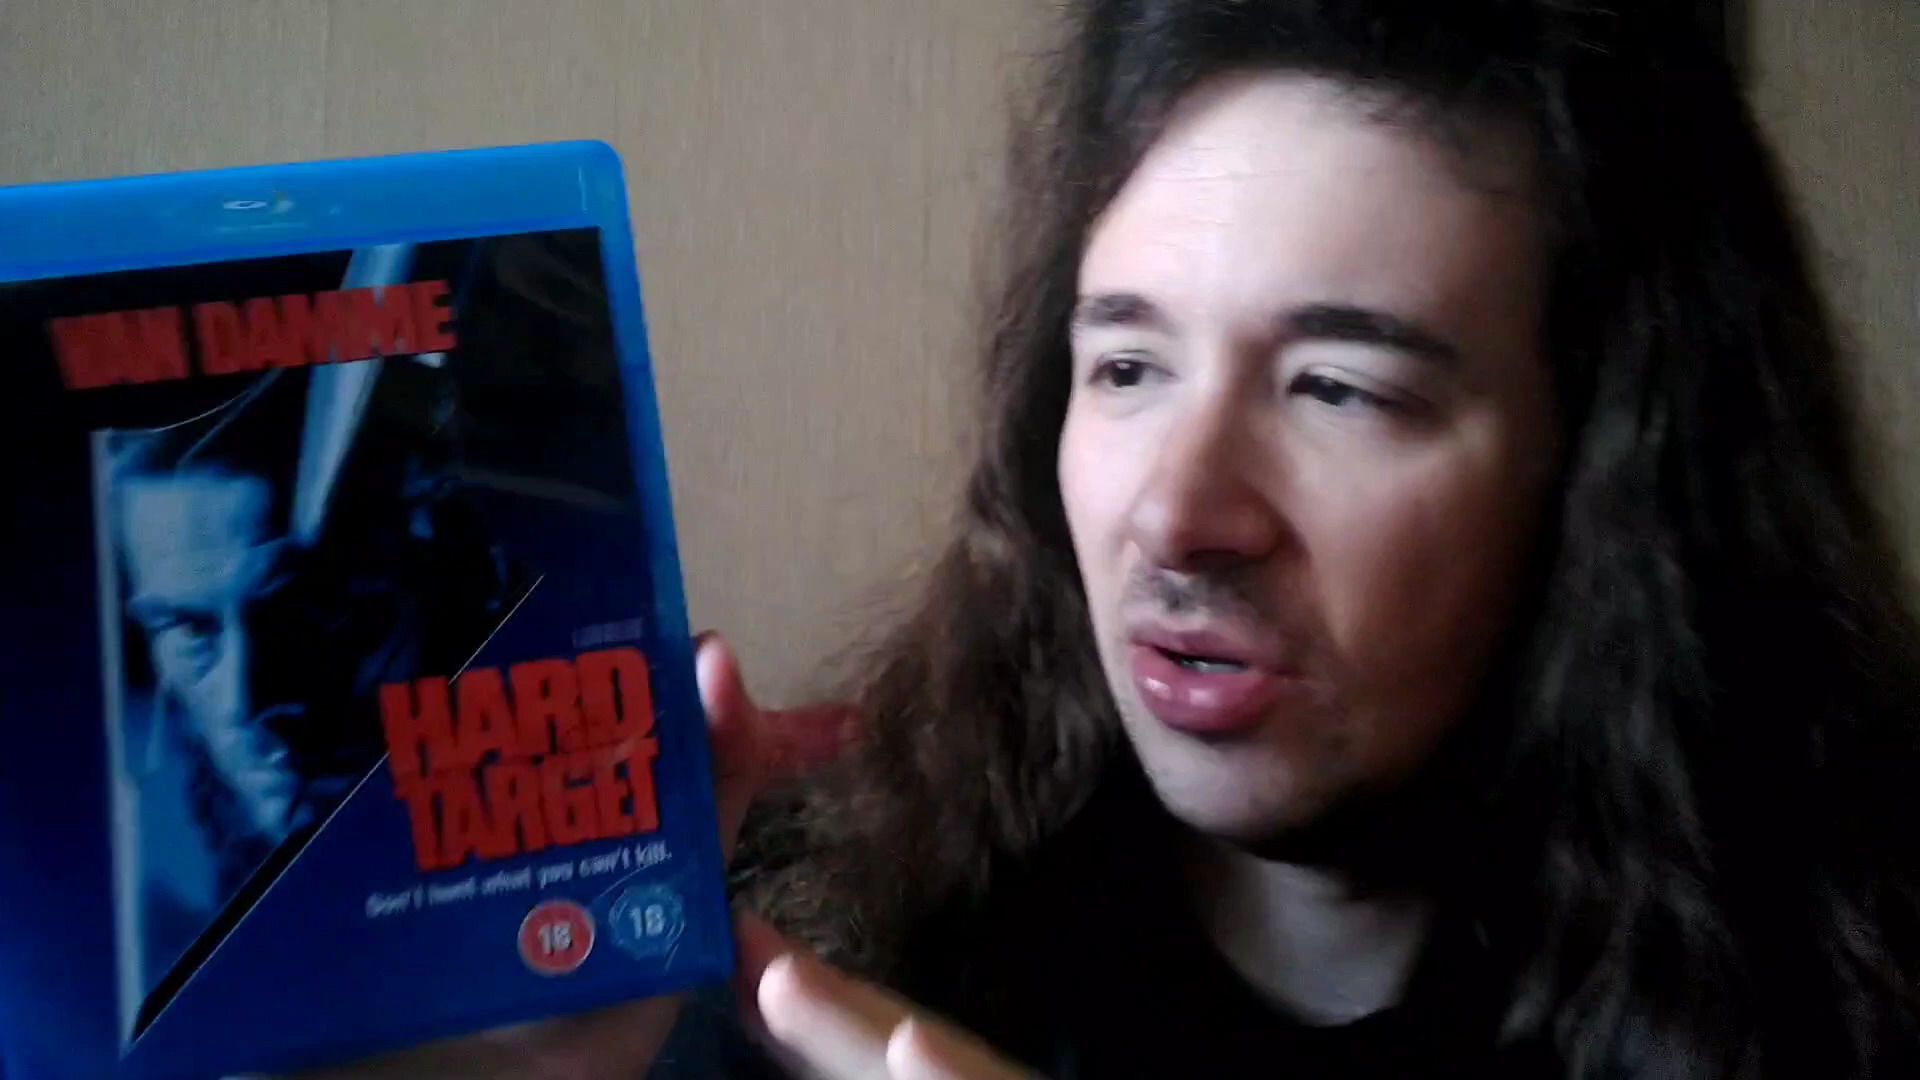 VAN DAMME
HARD
TARGET
Don't hunt what you can't kill.
18 18